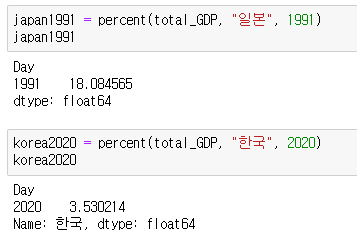 japan1991 = percent(total_GDP, "일본", 1991)
japan1991
Day
1991    18.084565
dtype: float64
korea2020 = percent(total_GDP, "한국", 2020)
korea2020
Day
2020    3.530214
Name: 한국, dtype: float64